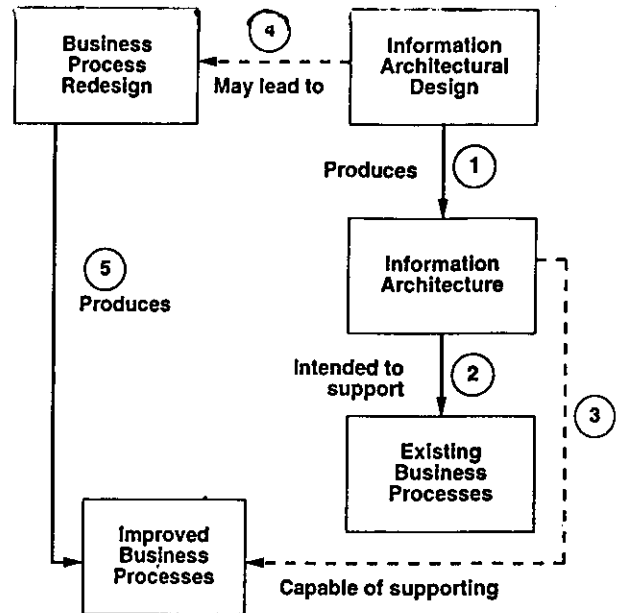 Business
Process
Redesign
4
May lead to
Information
Architectural
Design
Produces
1
Information
Architecture
5
Produces
Intended to
support
2
3
Existing
Business
Processes
Improved
Business
Processes
Capable of supporting